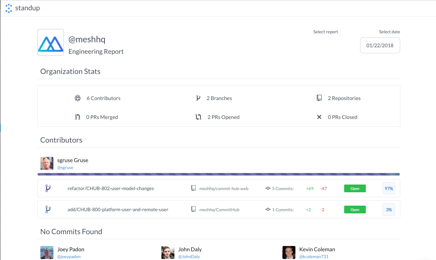 standup
@meshhq
Engineering Report
Select report
Select date
01/22/2018
Organization Stats
6 Contributors
2 Branches
2 Repositories
0 PRs Merged
2 PRs Opened
0 PRs Closed
Contributors
sgruse Gruse
@sgruse
refactor/CHUB-802-user-model-changes
meshhq/commit-hub-web
5 Commits:
+69
-47
Open
97%
add/CHUB-800-platform-user-and-remote-user
meshhq/CommitHub
5 Commits:
+2
-2
Open
3%
No Commits Found
Joey Padon
@joeypadon
John Daly
@JohnDaly
Kevin Coleman
@kcoleman731